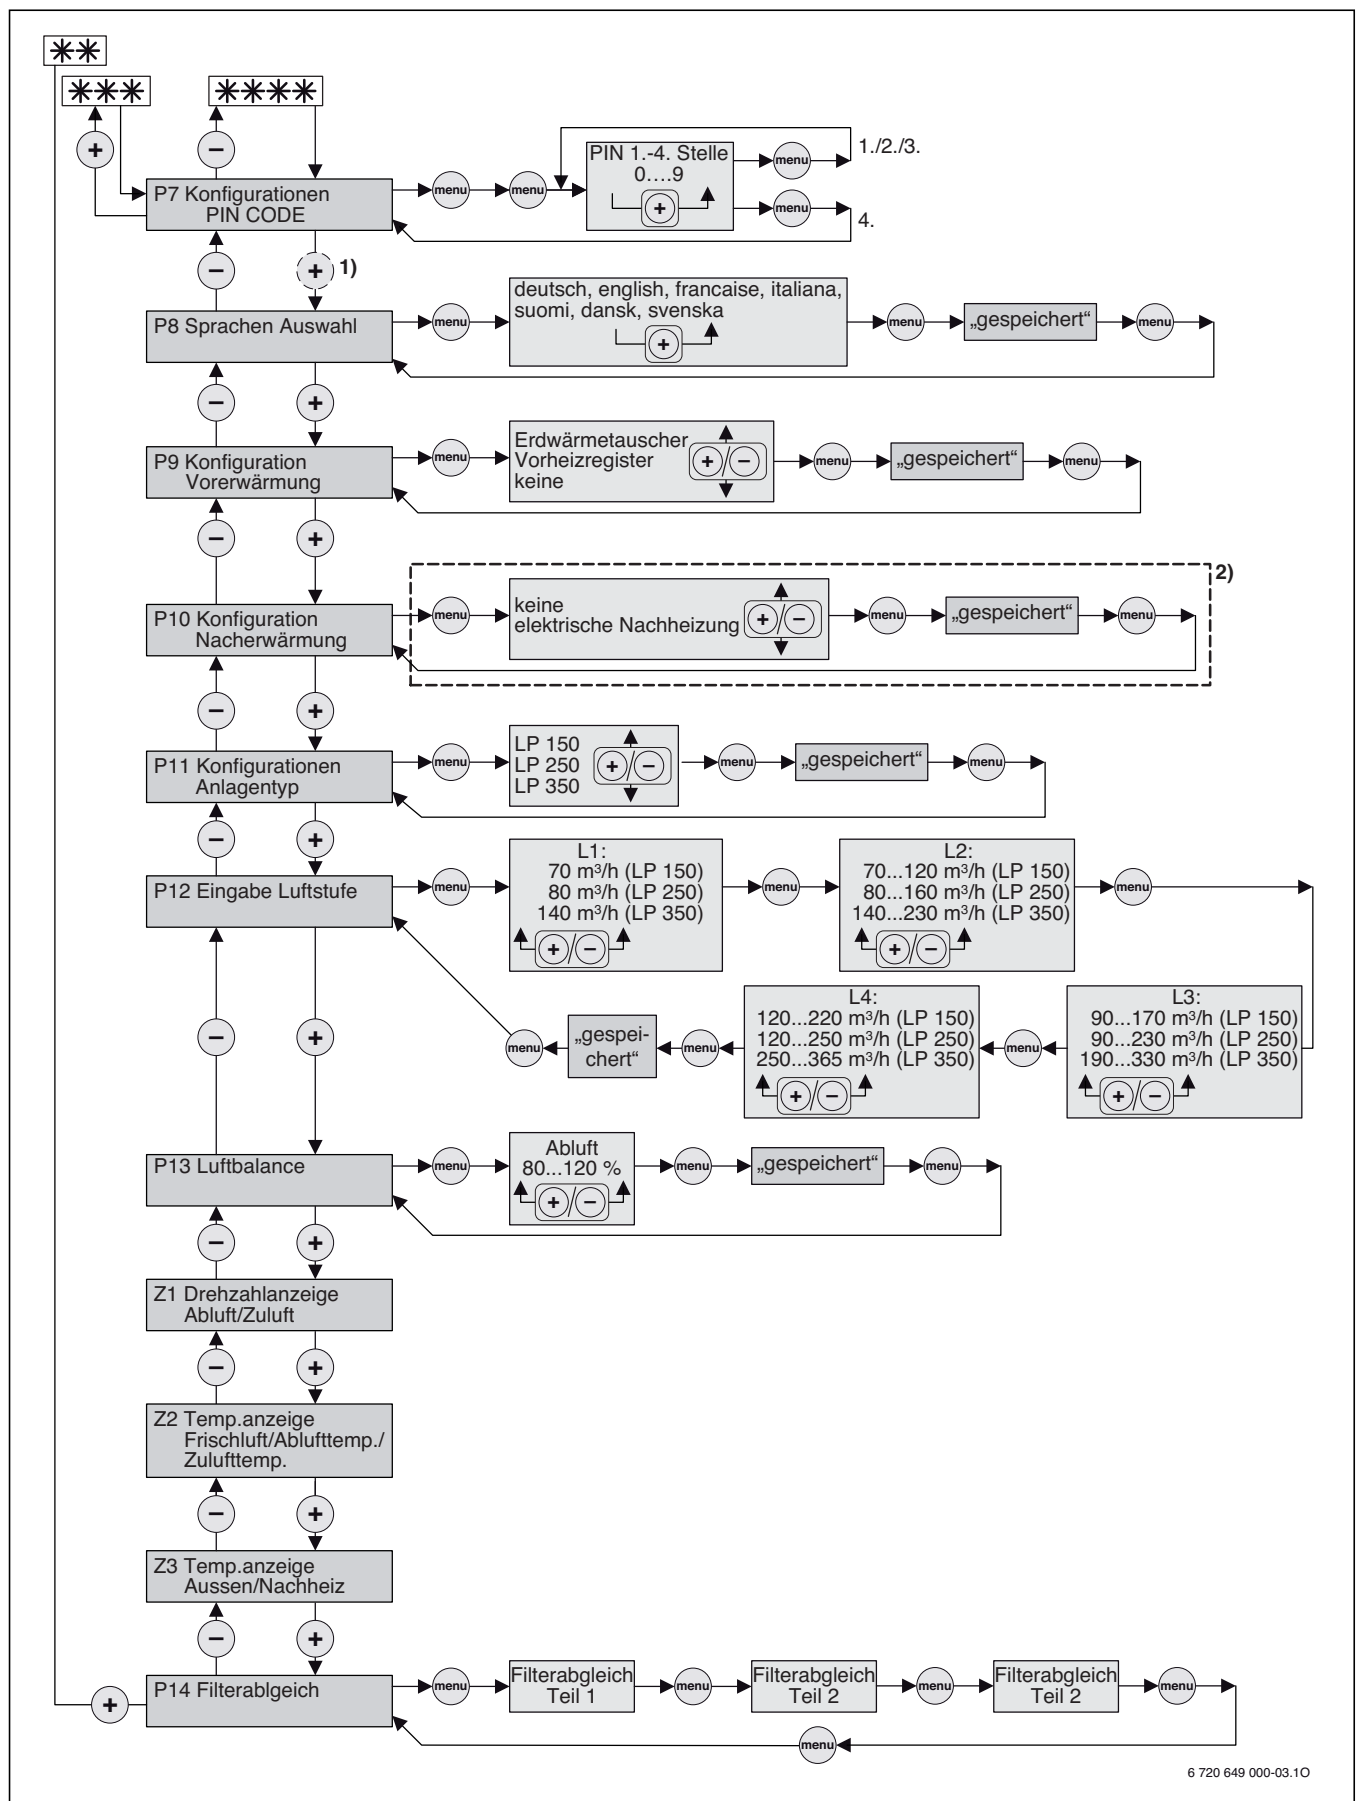 ✳✳
✳✳✳
✳✳✳✳
+
−
P7 Konfigurationen
PIN CODE
menu
menu
PIN 1.-4. Stelle
0....9
+
menu
1./2./3.
menu
4.
−
+
1)
P8 Sprachen Auswahl
menu
deutsch, english, francaise, italiana,
suomi, dansk, svenska
+
menu
„gespeichert“
menu
−
+
P9 Konfiguration
Vorerwärmung
menu
Erdwärmetauscher
Vorheizregister
keine
+/−
menu
„gespeichert“
menu
−
+
2)
P10 Konfiguration
Nacherwärmung
menu
keine
elektrische Nachheizung
+/−
menu
„gespeichert“
menu
−
+
P11 Konfigurationen
Anlagentyp
menu
LP 150
LP 250
LP 350
+/−
menu
„gespeichert“
menu
−
+
P12 Eingabe Luftstufe
menu
L1:
70 m³/h (LP 150)
80 m³/h (LP 250)
140 m³/h (LP 350)
+/−
menu
L2:
70...120 m³/h (LP 150)
80...160 m³/h (LP 250)
140...230 m³/h (LP 350)
+/−
menu
L3:
90...170 m³/h (LP 150)
90...230 m³/h (LP 250)
190...330 m³/h (LP 350)
+/−
menu
L4:
120...220 m³/h (LP 150)
120...250 m³/h (LP 250)
250...365 m³/h (LP 350)
+/−
menu
„gespei-
chert“
menu
−
+
P13 Luftbalance
menu
Abluft
80...120 %
+/−
menu
„gespeichert“
menu
−
+
Z1 Drehzahlanzeige
Abluft/Zuluft
−
+
Z2 Temp.anzeige
Frischluft/Ablufttemp./
Zulufttemp.
−
+
Z3 Temp.anzeige
Aussen/Nachheiz
−
+
P14 Filterablgeich
+
menu
Filterabgleich
Teil 1
menu
Filterabgleich
Teil 2
menu
Filterabgleich
Teil 2
menu
menu
6 720 649 000-03.1O